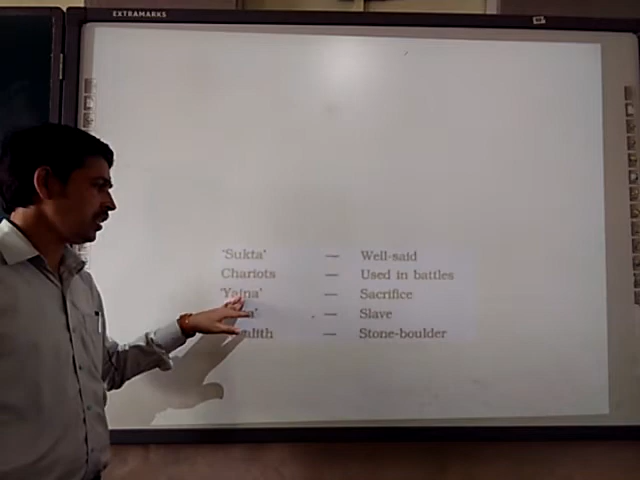 EXTRAMARKS
'Sukta' — Well-said
Chariots — Used in battles
'Yajna' — Sacrifice
— Slave
— Stone-boulder